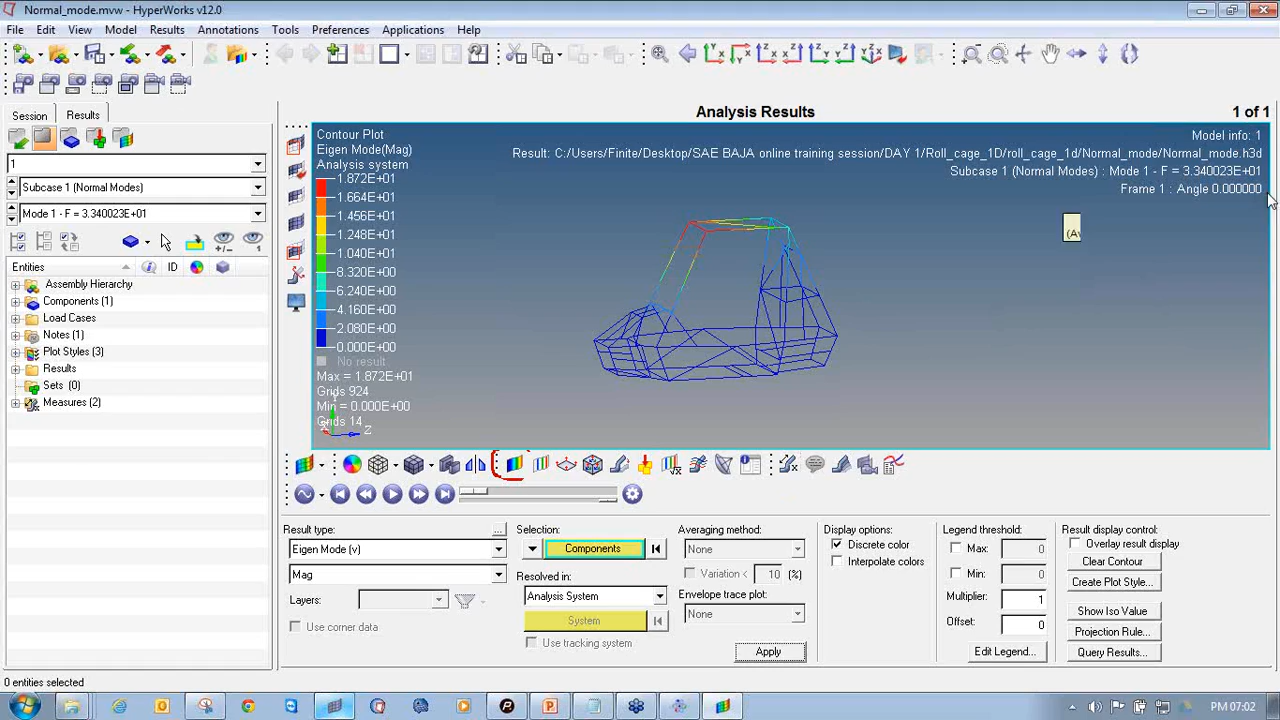 Normal_mode.mvw - HyperWorks v12.0
File Edit View Model Results Annotations Tools Preferences Applications Help
Session Results
Analysis Results
1 of 1
1
Subcase 1 (Normal Modes)
Mode 1 - F = 3.340023E+01
Entities ID
Assembly Hierarchy
Components (1)
Load Cases
Notes (1)
Plot Styles (3)
Results
Sets (0)
Measures (2)
Contour Plot
Eigen Mode(Mag)
Analysis system
1.872E+01
1.664E+01
1.456E+01
1.248E+01
1.040E+01
8.320E+00
6.240E+00
4.160E+00
2.080E+00
0.000E+00
No result
Max = 1.872E+01
Grids 924
Min = 0.000E+00
Grids 14
Z
Model info: 1
Result: C:/Users/Finite/Desktop/SAE BAJA online training session/DAY 1/Roll_cage_1D/roll_cage_1d/Normal_mode/Normal_mode.h3d
Subcase 1 (Normal Modes) : Mode 1 - F = 3.340023E+01
Frame 1 : Angle 0.000000
Result type:
...
Eigen Mode (v)
Mag
Layers:
Use corner data
Selection:
Components
Resolved in:
Analysis System
System
Use tracking system
Averaging method:
None
Variation < 10 (%)
Envelope trace plot:
None
Apply
Display options:
Discrete color
Interpolate colors
Legend threshold:
Max: 0
Min: 0
Multiplier: 1
Offset: 0
Edit Legend...
Result display control:
Overlay result display
Clear Contour
Create Plot Style...
Show Iso Value
Projection Rule...
Query Results...
0 entities selected
PM 07:02